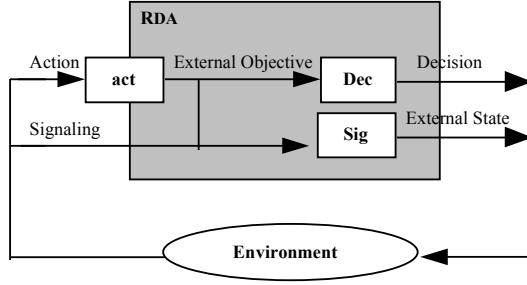 RDA
Action
External Objective
Decision
act
Dec
External State
Signaling
Sig
Environment